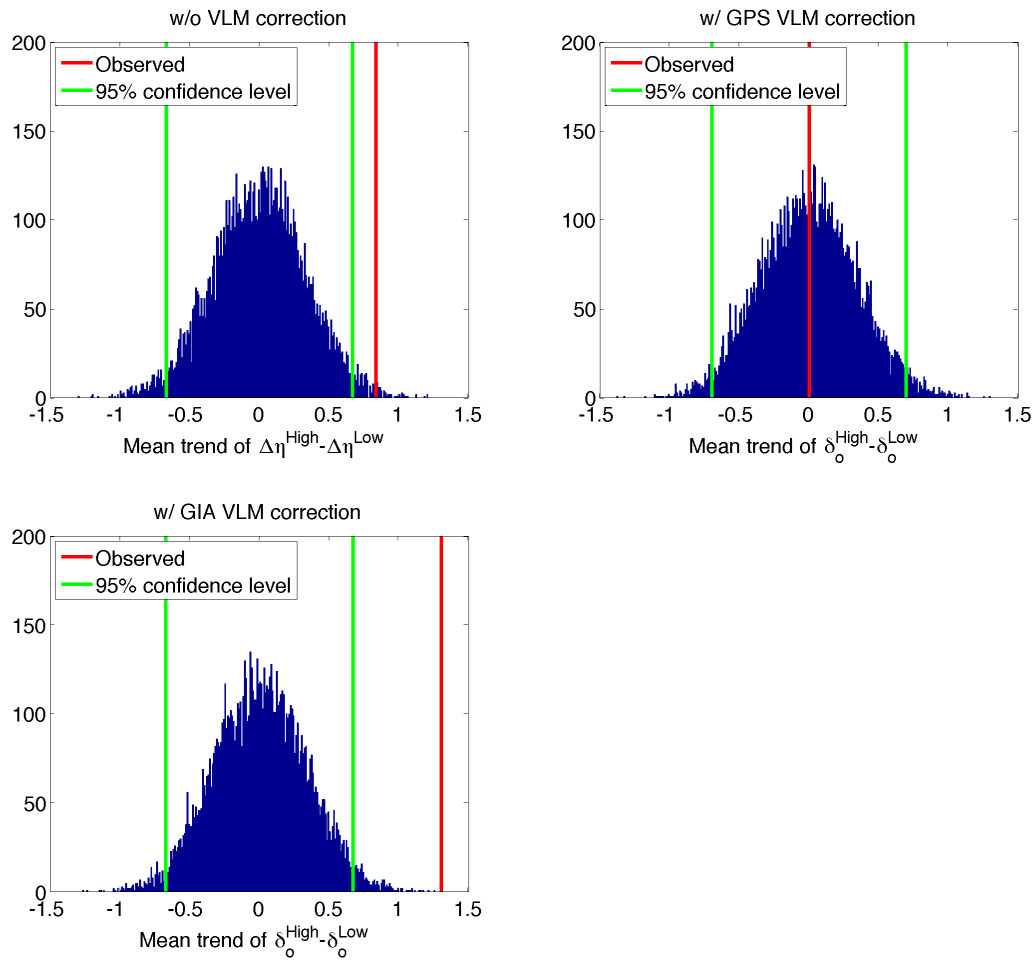 w/o VLM correction
200
150
100
50
0
Observed
95% confidence level
-1.5 -1 -0.5 0 0.5 1 1.5
Mean trend of Δη^High-Δη^Low
w/ GPS VLM correction
200
150
100
50
0
Observed
95% confidence level
-1.5 -1 -0.5 0 0.5 1 1.5
Mean trend of δ_o^High-δ_o^Low
w/ GIA VLM correction
200
150
100
50
0
Observed
95% confidence level
-1.5 -1 -0.5 0 0.5 1 1.5
Mean trend of δ_o^High-δ_o^Low